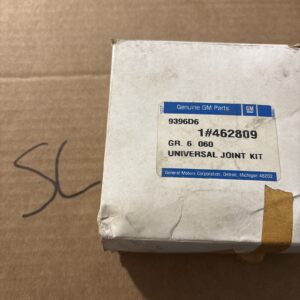 Genuine GM Parts
GM
9396D6
1#462809
GR. 6. 060
UNIVERSAL JOINT KIT
General Motors Corporation, Detroit, Michigan 48202
SL